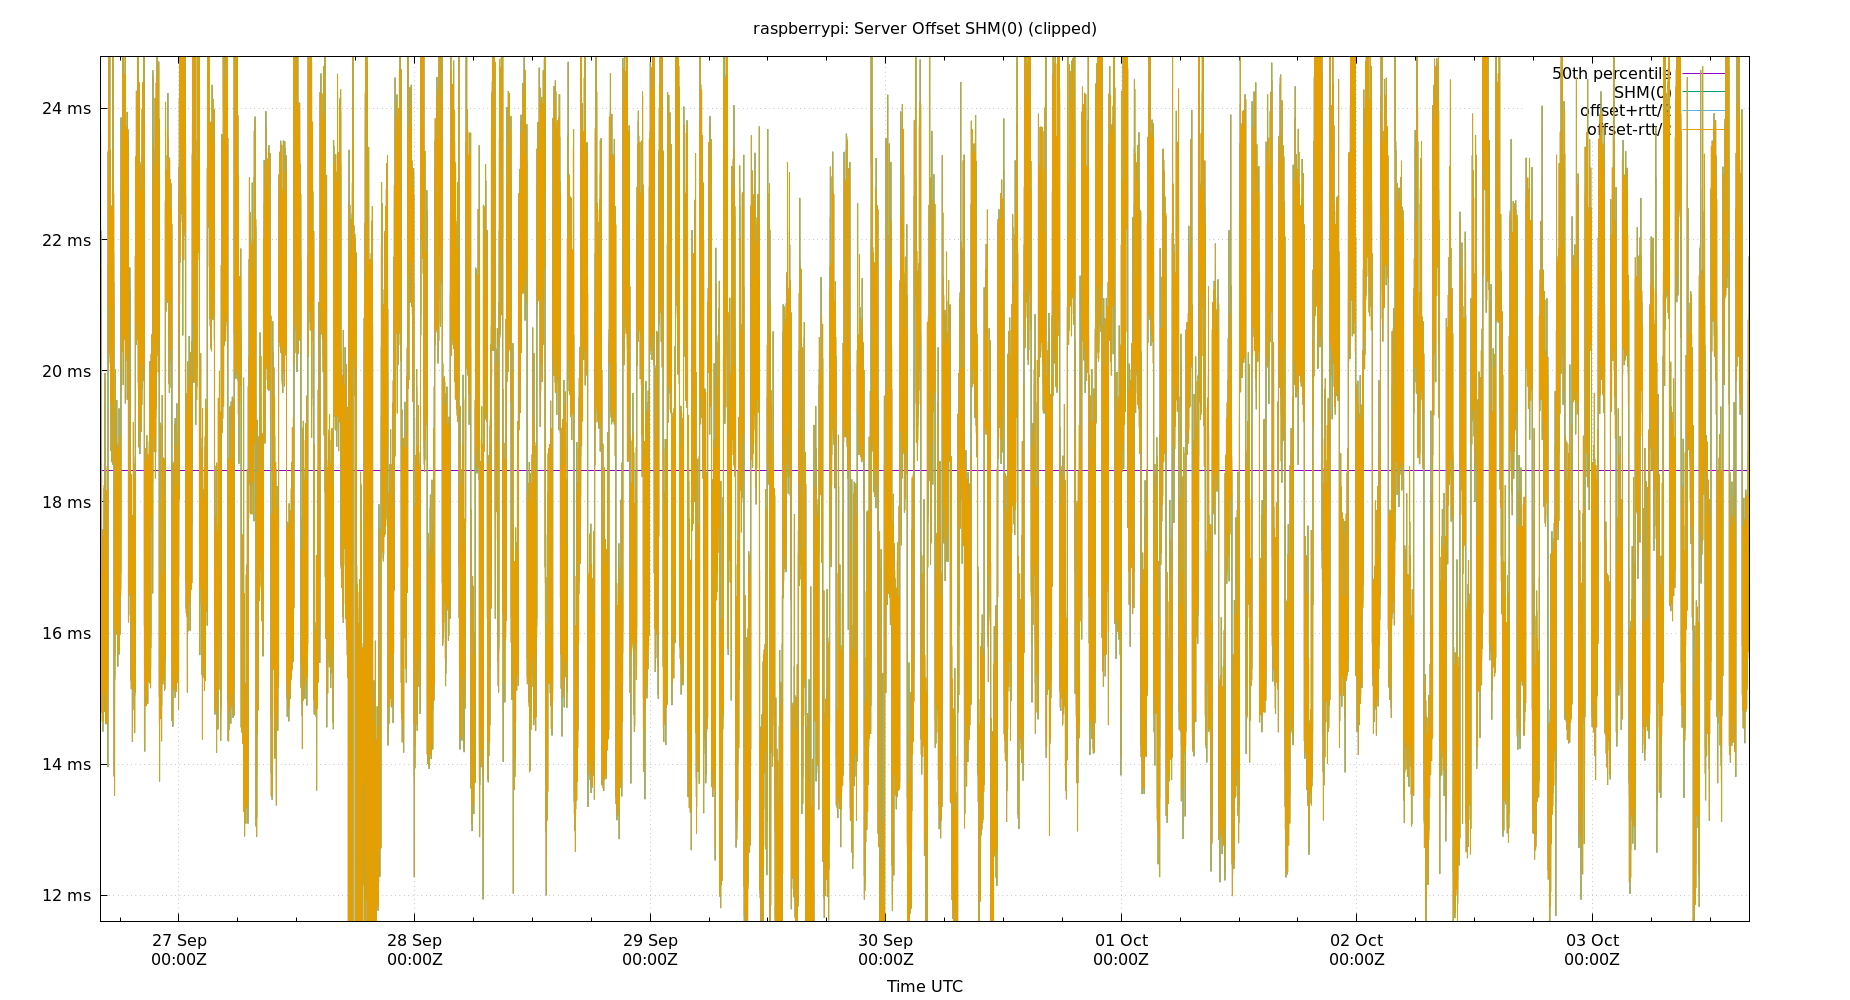 raspberrypi: Server Offset SHM(0) (clipped)
50th percentile
SHM(0)
offset+rtt/2
offset-rtt/2
24 ms
22 ms
20 ms
18 ms
16 ms
14 ms
12 ms
27 Sep
00:00Z
28 Sep
00:00Z
29 Sep
00:00Z
30 Sep
00:00Z
01 Oct
00:00Z
02 Oct
00:00Z
03 Oct
00:00Z
Time UTC